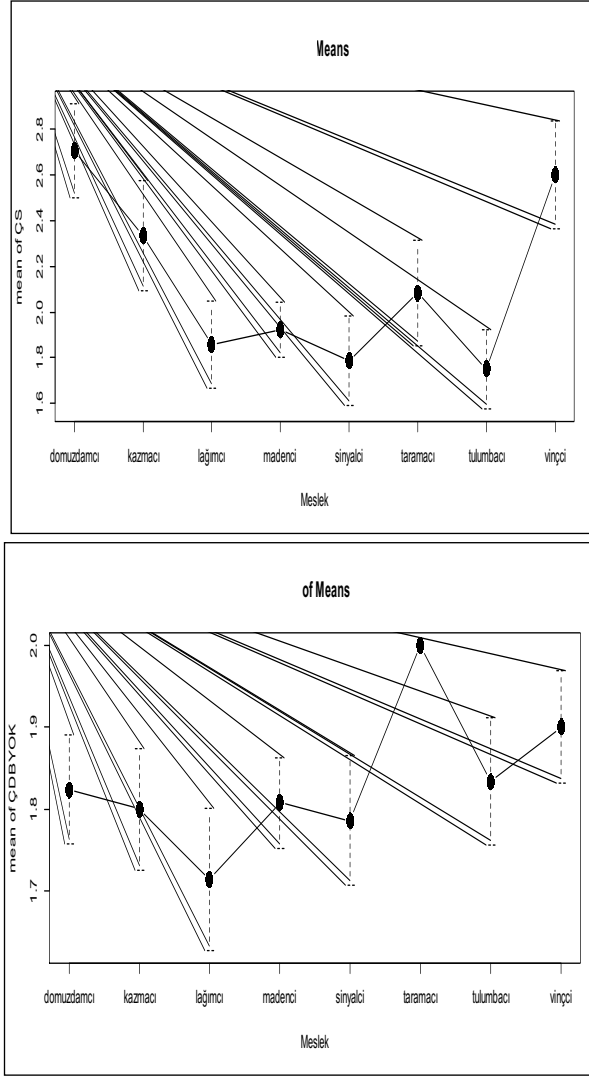 Means
mean of ÇS
2.8
2.6
2.4
2.2
2.0
1.8
1.6
domuzdamcı kazmacı lağımcı madenci sinyalci taramacı tulumbacı vinçci
Meslek
of Means
mean of ÇDBYOK
2.0
1.9
1.8
1.7
domuzdamcı kazmacı lağımcı madenci sinyalci taramacı tulumbacı vinçci
Meslek